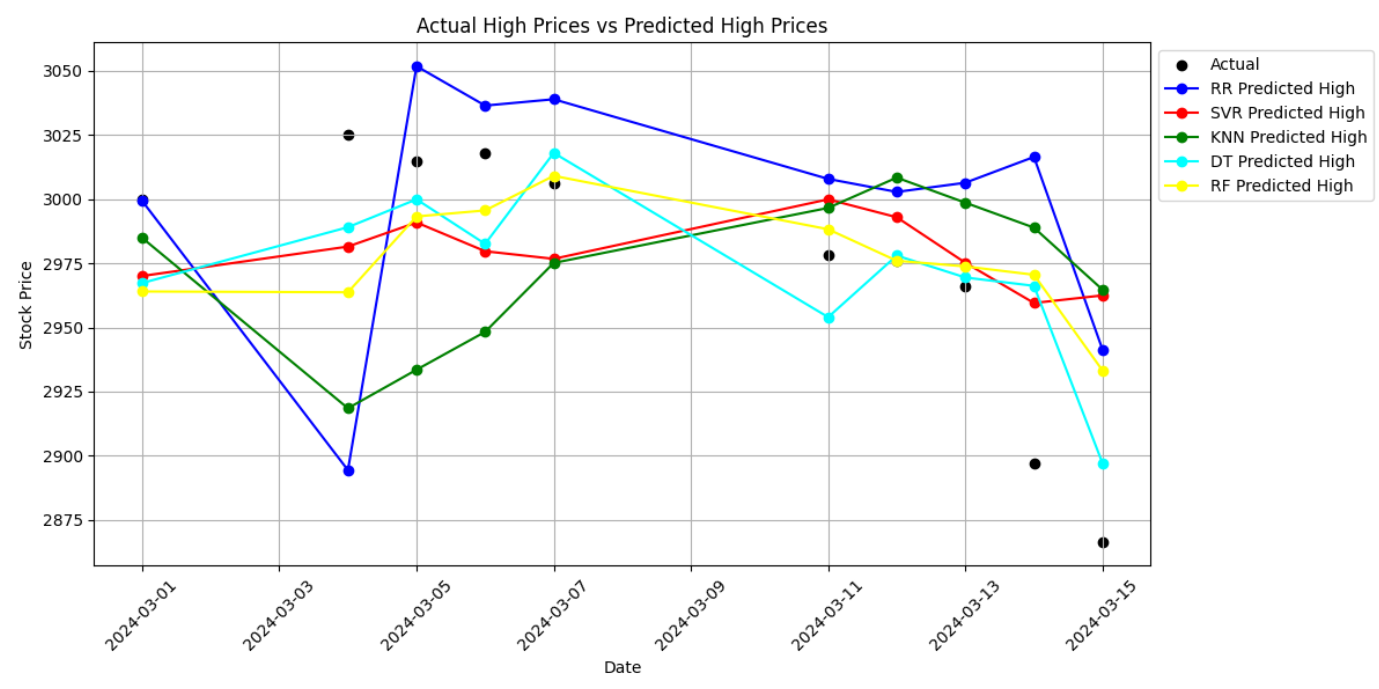 Actual High Prices vs Predicted High Prices
Actual
RR Predicted High
SVR Predicted High
KNN Predicted High
DT Predicted High
RF Predicted High
Stock Price
3050
3025
3000
2975
2950
2925
2900
2875
2024-03-01
2024-03-03
2024-03-05
2024-03-07
2024-03-09
2024-03-11
2024-03-13
2024-03-15
Date